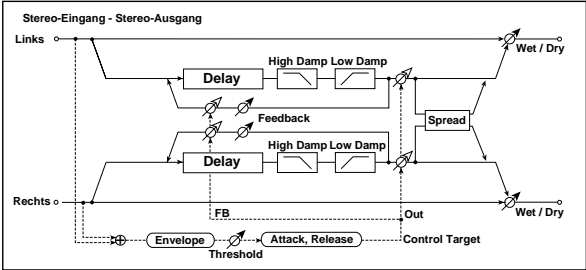 Stereo-Eingang - Stereo-Ausgang
Links
Wet / Dry
High Damp Low Damp
Delay
Feedback
Spread
High Damp Low Damp
Delay
Rechts
FB
Out
Wet / Dry
Envelope
Attack, Release
Control Target
Threshold